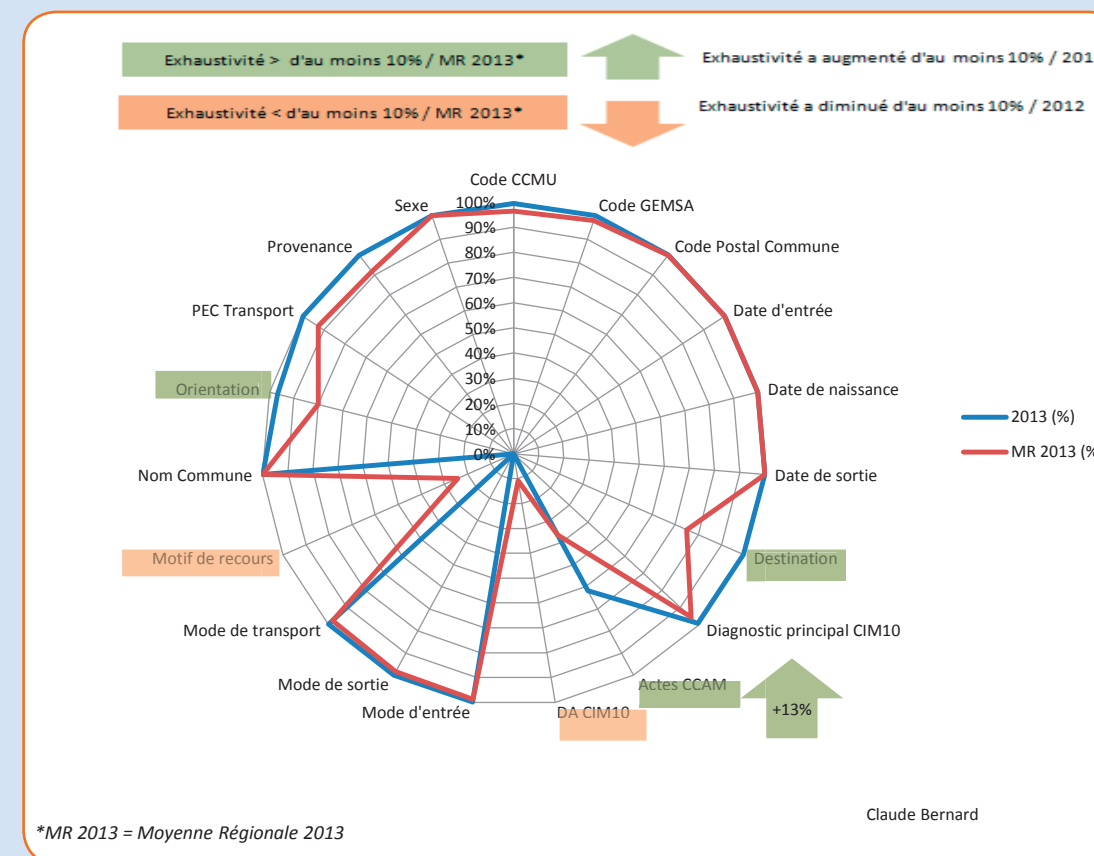 Exhaustivité > d'au moins 10% / MR 2013*
Exhaustivité a augmenté d'au moins 10% / 201
Exhaustivité < d'au moins 10% / MR 2013*
Exhaustivité a diminué d'au moins 10% / 2012
Code CCMU
Code GEMSA
Code Postal Commune
Date d'entrée
Date de naissance
Date de sortie
Destination
Diagnostic principal CIM10
Actes CCAM
DA CIM10
Mode d'entrée
Mode de sortie
Mode de transport
Motif de recours
Nom Commune
Orientation
PEC Transport
Provenance
Sexe
100%
90%
80%
70%
60%
50%
40%
30%
20%
10%
0%
2013 (%)
MR 2013 (%
+13%
Claude Bernard
*MR 2013 = Moyenne Régionale 2013